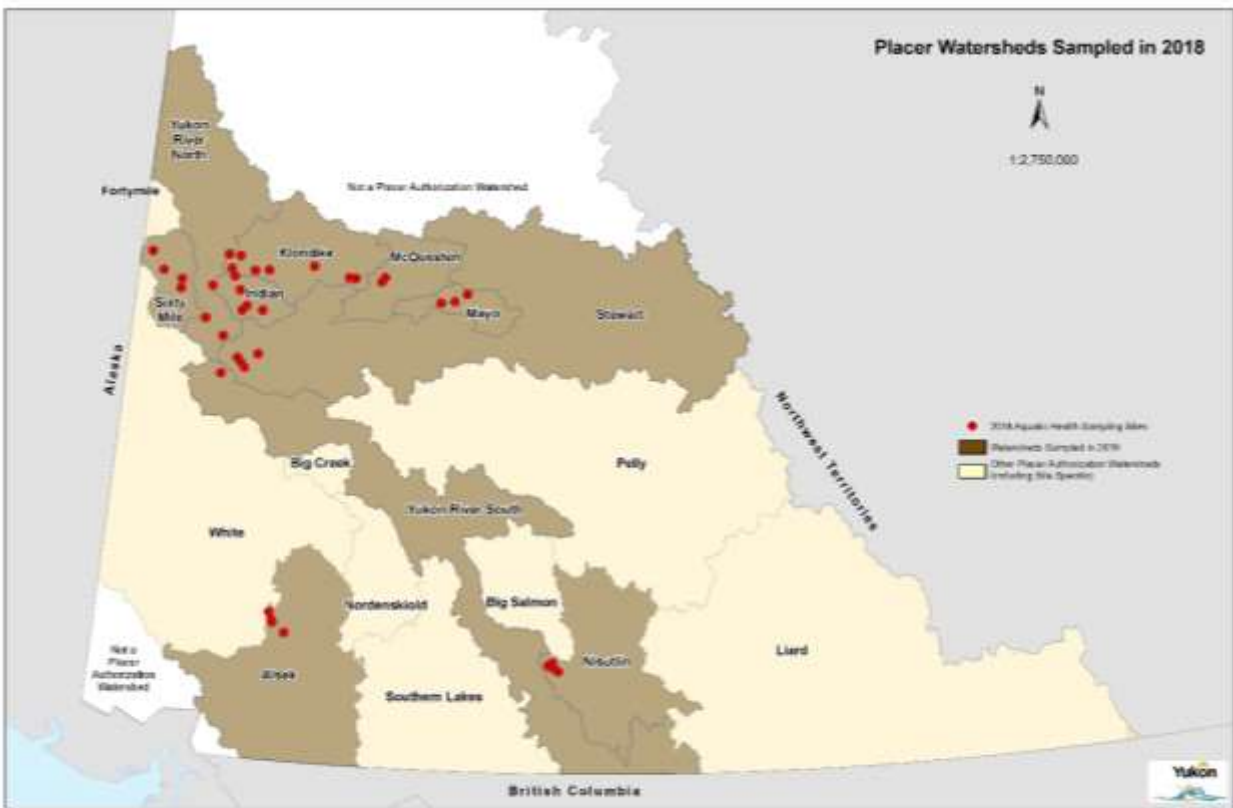 Placer Watersheds Sampled in 2018
N
1:2,750,000
Yukon
River
North
Fortymile
Not a Placer Authorization Watershed
Klondike
McQuesten
Indian
Sixty
Mile
Mayo
Stewart
Alaska
Northwest Territories
2018 Aquatic Health Sampling Sites
Watersheds Sampled in 2018
Other Placer Authorization Watersheds
(including Site Specific)
Big Creek
Pelly
Yukon River South
White
Nordenskiold
Big Salmon
Nisutlin
Liard
Not a
Placer
Authorization
Watershed
Alsek
Southern Lakes
British Columbia
Yukon